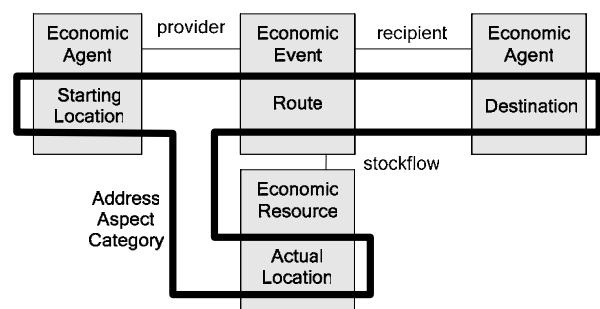 Economic
Agent
provider
Economic
Event
recipient
Economic
Agent
Starting
Location
Route
Destination
stockflow
Economic
Resource
Address
Aspect
Category
Actual
Location